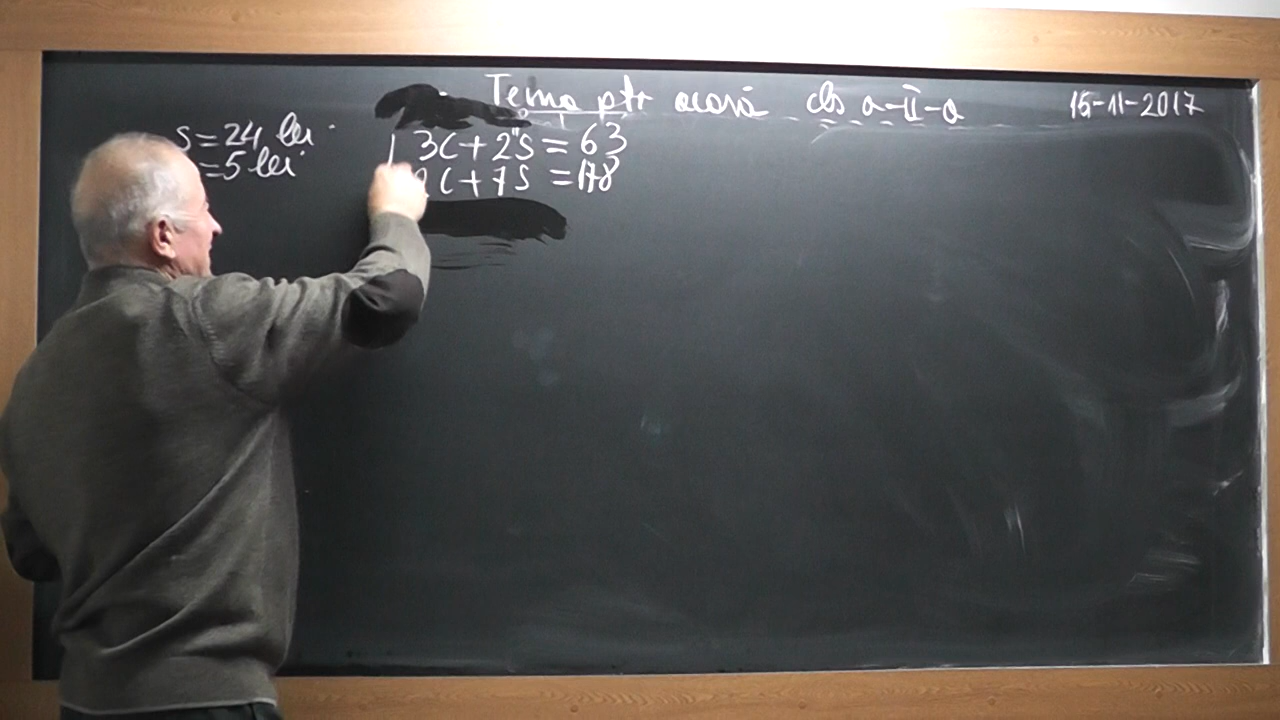 Tema ptr acasă cls a-II-a 15-11-2017
S=24 lei
=5 lei
3C+2S=63
2C+7S=178